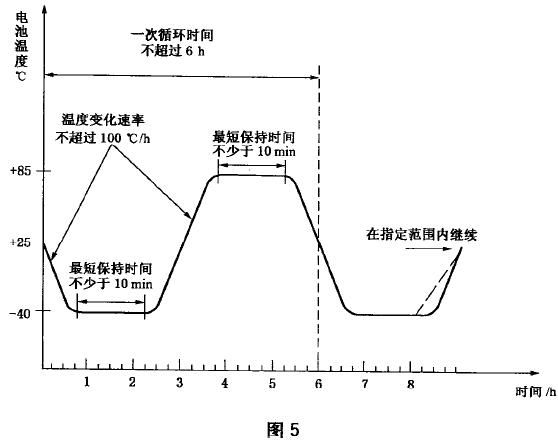 电池温度
℃
一次循环时间
不超过 6 h
温度变化速率
不超过 100 ℃/h
最短保持时间
不少于 10 min
+85
在指定范围内继续
+25
最短保持时间
不少于 10 min
-40
1 2 3 4 5 6 7 8
时间 /h
图 5